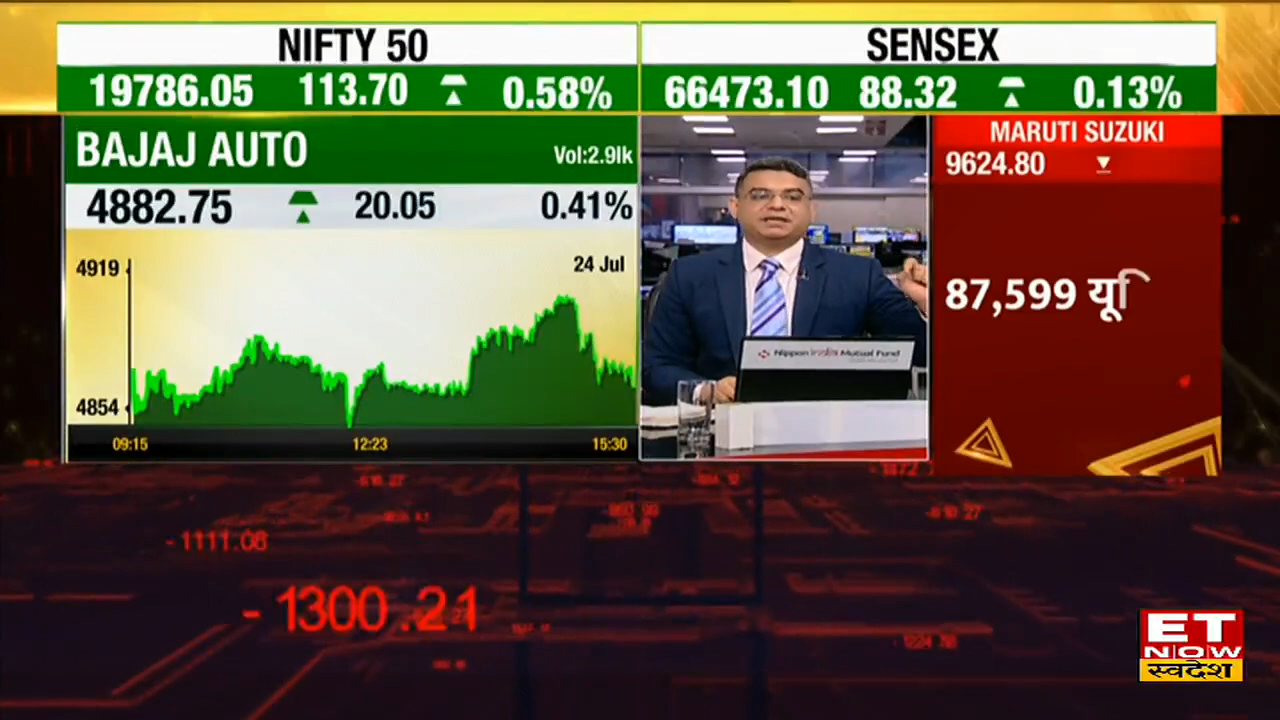 NIFTY 50
19786.05 113.70 0.58%
SENSEX
66473.10 88.32 0.13%
BAJAJ AUTO
Vol:2.9lk
4882.75 20.05 0.41%
4919
24 Jul
4854
09:15 12:23 15:30
Nippon India Mutual Fund
MARUTI SUZUKI
9624.80
87,599
- 1111.08
- 1300.21
ET
NOW
स्वदेश